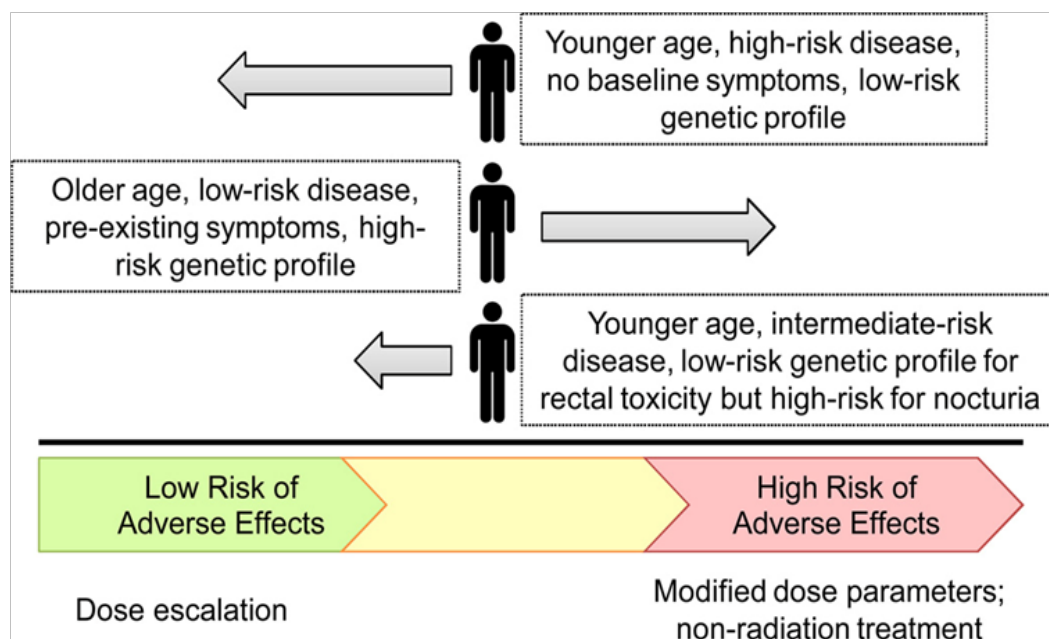 Younger age, high-risk disease,
no baseline symptoms, low-risk
genetic profile
Older age, low-risk disease,
pre-existing symptoms, high-
risk genetic profile
Younger age, intermediate-risk
disease, low-risk genetic profile for
rectal toxicity but high-risk for nocturia
Low Risk of
Adverse Effects
High Risk of
Adverse Effects
Dose escalation
Modified dose parameters;
non-radiation treatment